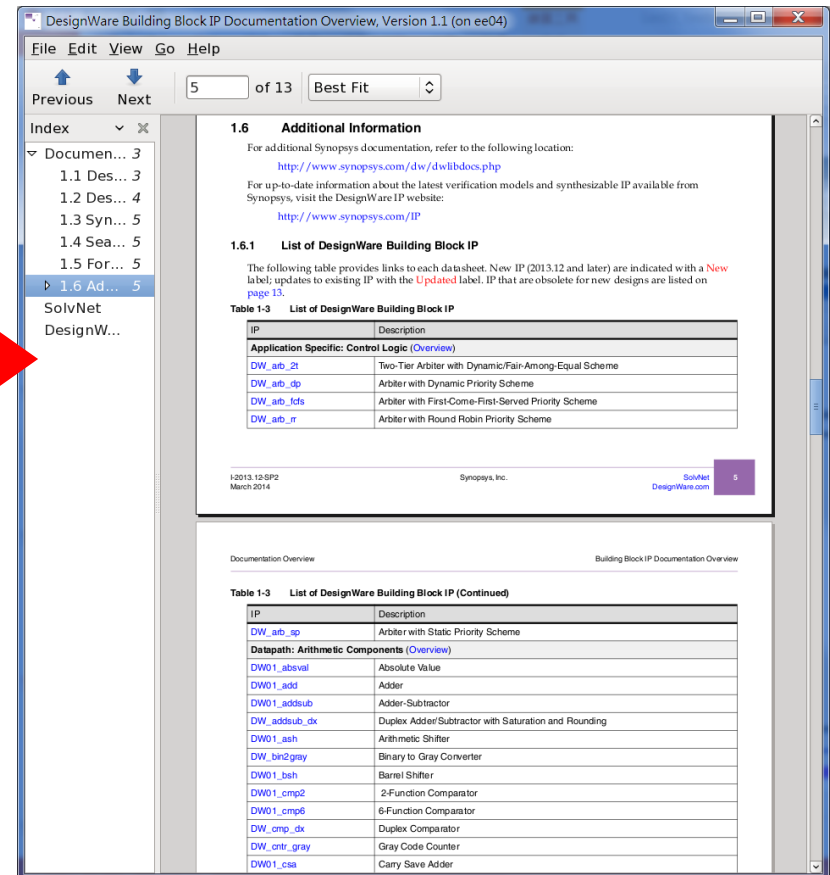 DesignWare Building Block IP Documentation Overview, Version 1.1 (on ee04)
File Edit View Go Help
Previous Next
5 of 13 Best Fit
Index
Documen... 3
1.1 Des... 3
1.2 Des... 4
1.3 Syn... 5
1.4 Sea... 5
1.5 For... 5
1.6 Ad... 5
SolvNet
DesignW...
1.6 Additional Information
For additional Synopsys documentation, refer to the following location:
http://www.synopsys.com/dw/dwlibdocs.php
For up-to-date information about the latest verification models and synthesizable IP available from
Synopsys, visit the DesignWare IP website:
http://www.synopsys.com/IP
1.6.1 List of DesignWare Building Block IP
The following table provides links to each datasheet. New IP (2013.12 and later) are indicated with a New
label; updates to existing IP with the Updated label. IP that are obsolete for new designs are listed on
page 13.
Table 1-3 List of DesignWare Building Block IP
IP Description
Application Specific: Control Logic (Overview)
DW_arb_2t Two-Tier Arbiter with Dynamic/Fair-Among-Equal Scheme
DW_arb_dp Arbiter with Dynamic Priority Scheme
DW_arb_fcfs Arbiter with First-Come-First-Served Priority Scheme
DW_arb_rr Arbiter with Round Robin Priority Scheme
I-2013.12-SP2 Synopsys, Inc. SolvNet 5
March 2014 DesignWare.com
Documentation Overview Building Block IP Documentation Overview
Table 1-3 List of DesignWare Building Block IP (Continued)
IP Description
DW_arb_sp Arbiter with Static Priority Scheme
Datapath: Arithmetic Components (Overview)
DW01_absval Absolute Value
DW01_add Adder
DW01_addsub Adder-Subtractor
DW_addsub_dx Duplex Adder/Subtractor with Saturation and Rounding
DW01_ash Arithmetic Shifter
DW_bin2gray Binary to Gray Converter
DW01_bsh Barrel Shifter
DW01_cmp2 2-Function Comparator
DW01_cmp6 6-Function Comparator
DW_cmp_dx Duplex Comparator
DW_cntr_gray Gray Code Counter
DW01_csa Carry Save Adder